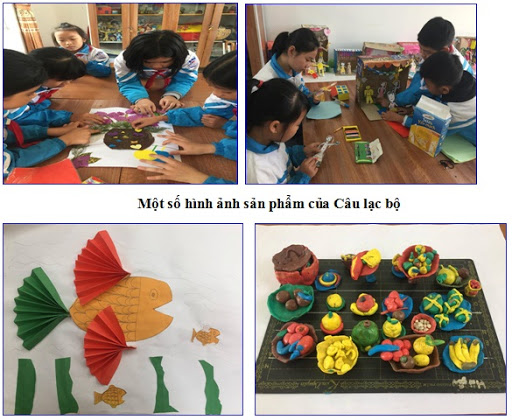 Một số hình ảnh sản phẩm của Câu lạc bộ